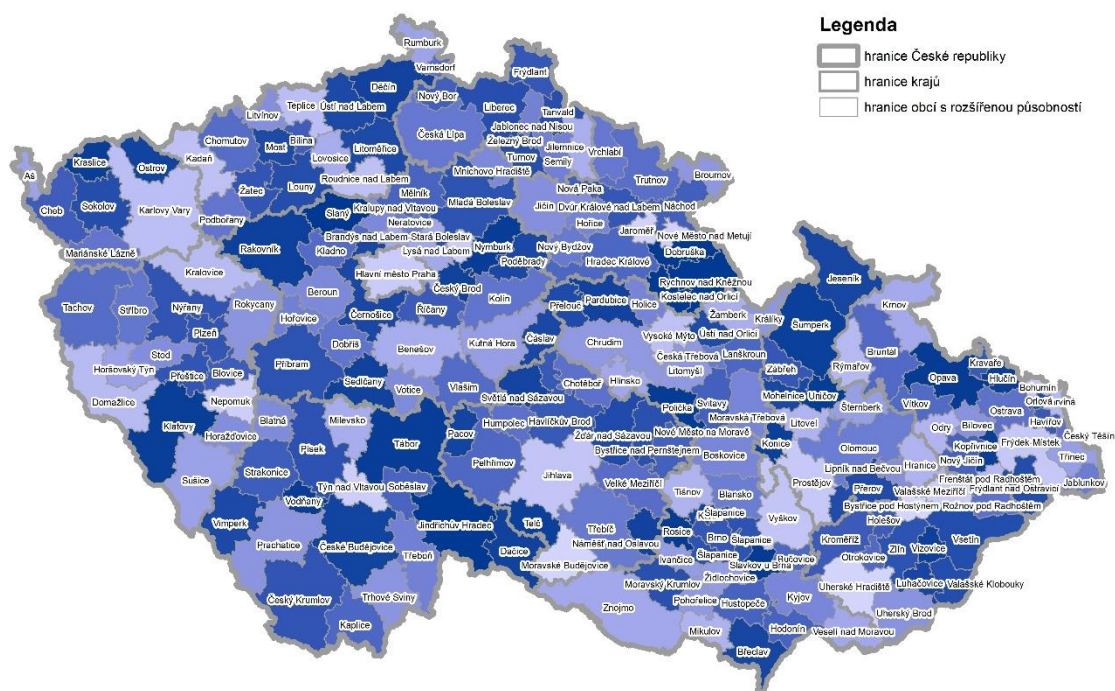 Legenda
hranice České republiky
hranice krajů
hranice obcí s rozšířenou působností
Rumburk
Varnsdorf
Frýdlant
Děčín
Nový Bor
Teplice
Ústí nad Labem
Liberec
Tanvald
Litvínov
Jablonec nad Nisou
Česká Lípa
Chomutov
Most
Bílina
Litoměřice
Železný Brod
Jilemnice
Vrchlabí
Kraslice
Ostrov
Kadaň
Lovosice
Turnov
Semily
Mnichovo Hradiště
Trutnov
Broumov
Aš
Žatec
Louny
Roudnice nad Labem
Nová Paka
Cheb
Sokolov
Karlovy Vary
Mělník
Mladá Boleslav
Jičín
Dvůr Králové nad Labem
Náchod
Podbořany
Slaný
Kralupy nad Vltavou
Neratovice
Hořice
Jaroměř
Nové Město nad Metují
Mariánské Lázně
Rakovník
Kladno
Brandýs nad Labem-Stará Boleslav
Lysá nad Labem
Nymburk
Nový Bydžov
Dobruška
Kralovice
Hlavní město Praha
Poděbrady
Hradec Králové
Rychnov nad Kněžnou
Jeseník
Tachov
Stříbro
Nýřany
Rokycany
Beroun
Český Brod
Kolín
Přelouč
Pardubice
Holice
Kostelec nad Orlicí
Žamberk
Králíky
Krnov
Hořovice
Černošice
Říčany
Šumperk
Plzeň
Dobříš
Benešov
Kutná Hora
Čáslav
Chrudim
Vysoké Mýto
Ústí nad Orlicí
Česká Třebová
Lanškroun
Bruntál
Stod
Horšovský Týn
Přeštice
Blovice
Příbram
Sedlčany
Votice
Vlašim
Chotěboř
Hlinsko
Litomyšl
Zábřeh
Rýmařov
Opava
Kravaře
Hlučín
Bohumín
Světlá nad Sázavou
Mohelnice
Uničov
Domažlice
Nepomuk
Polička
Svitavy
Moravská Třebová
Litovel
Šternberk
Vítkov
Ostrava
Orlová
Havířov
Klatovy
Horažďovice
Blatná
Milevsko
Tábor
Pacov
Humpolec
Havlíčkův Brod
Žďár nad Sázavou
Nové Město na Moravě
Konice
Odry
Bílovec
Český Těšín
Písek
Pelhřimov
Bystřice nad Pernštejnem
Boskovice
Olomouc
Frýdek-Místek
Třinec
Kopřivnice
Nový Jičín
Strakonice
Sušice
Jihlava
Lipník nad Bečvou
Hranice
Frenštát pod Radhoštěm
Jablunkov
Týn nad Vltavou
Soběslav
Velké Meziříčí
Tišnov
Blansko
Prostějov
Přerov
Valašské Meziříčí
Frýdlant nad Ostravicí
Vodňany
Vimperk
Bystřice pod Hostýnem
Rožnov pod Radhoštěm
Jindřichův Hradec
Telč
Třebíč
Šlapanice
Vyškov
Holešov
Prachatice
České Budějovice
Třeboň
Dačice
Náměšť nad Oslavou
Rosice
Brno
Šlapanice
Kroměříž
Vsetín
Moravské Budějovice
Ivančice
Šlapanice
Slavkov u Brna
Bučovice
Otrokovice
Zlín
Vizovice
Český Krumlov
Trhové Sviny
Moravský Krumlov
Židlochovice
Uherské Hradiště
Luhačovice
Valašské Klobouky
Kaplice
Znojmo
Pohořelice
Hustopeče
Kyjov
Uherský Brod
Mikulov
Hodonín
Veselí nad Moravou
Břeclav